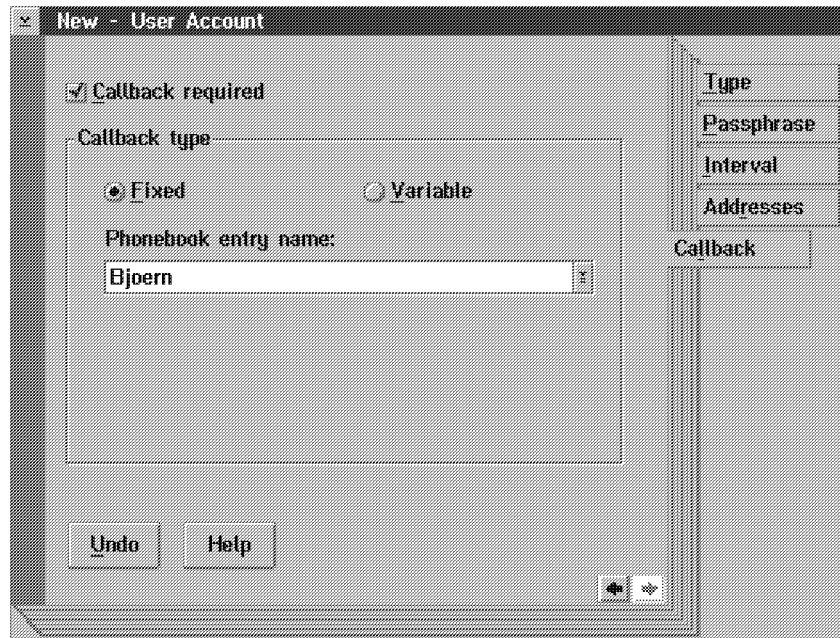 New - User Account
Callback required
Callback type
Fixed
Variable
Phonebook entry name:
Bjoern
Undo
Help
Type
Passphrase
Interval
Addresses
Callback